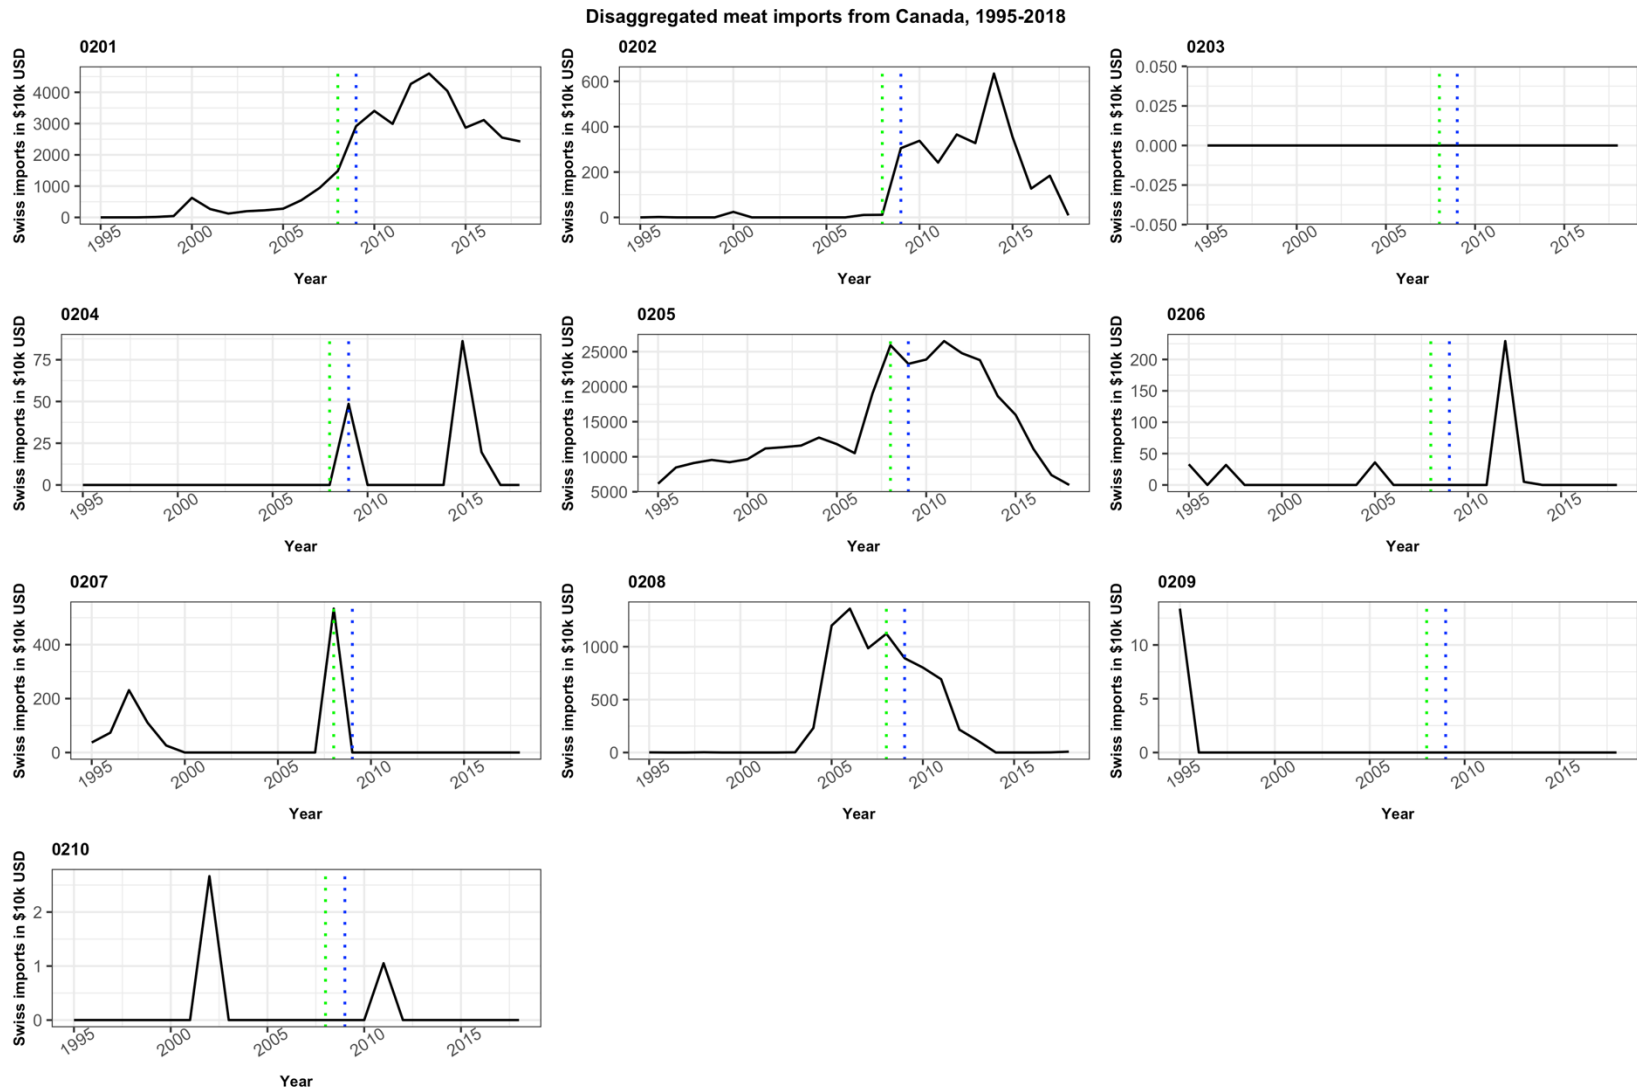 Disaggregated meat imports from Canada, 1995-2018
0201
Swiss imports in $10k USD
4000
3000
2000
1000
0
1995 2000 2005 2010 2015
Year
0202
Swiss imports in $10k USD
600
400
200
0
1995 2000 2005 2010 2015
Year
0203
Swiss imports in $10k USD
0.050
0.025
0.000
-0.025
-0.050
1995 2000 2005 2010 2015
Year
0204
Swiss imports in $10k USD
75
50
25
0
1995 2000 2005 2010 2015
Year
0205
Swiss imports in $10k USD
25000
20000
15000
10000
5000
1995 2000 2005 2010 2015
Year
0206
Swiss imports in $10k USD
200
150
100
50
0
1995 2000 2005 2010 2015
Year
0207
Swiss imports in $10k USD
400
200
0
1995 2000 2005 2010 2015
Year
0208
Swiss imports in $10k USD
1000
500
0
1995 2000 2005 2010 2015
Year
0209
Swiss imports in $10k USD
10
5
0
1995 2000 2005 2010 2015
Year
0210
Swiss imports in $10k USD
2
1
0
1995 2000 2005 2010 2015
Year